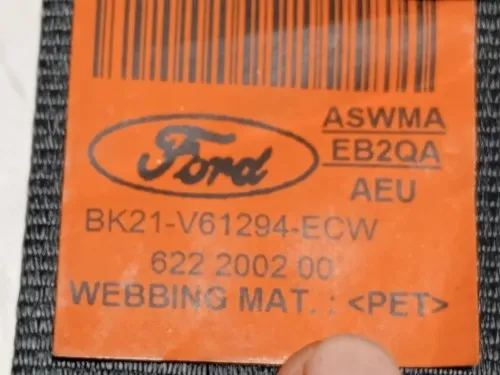 ASWMA
EB2QA
AEU
Ford
BK21-V61294-ECW
622 2002 00
WEBBING MAT. : <PET>